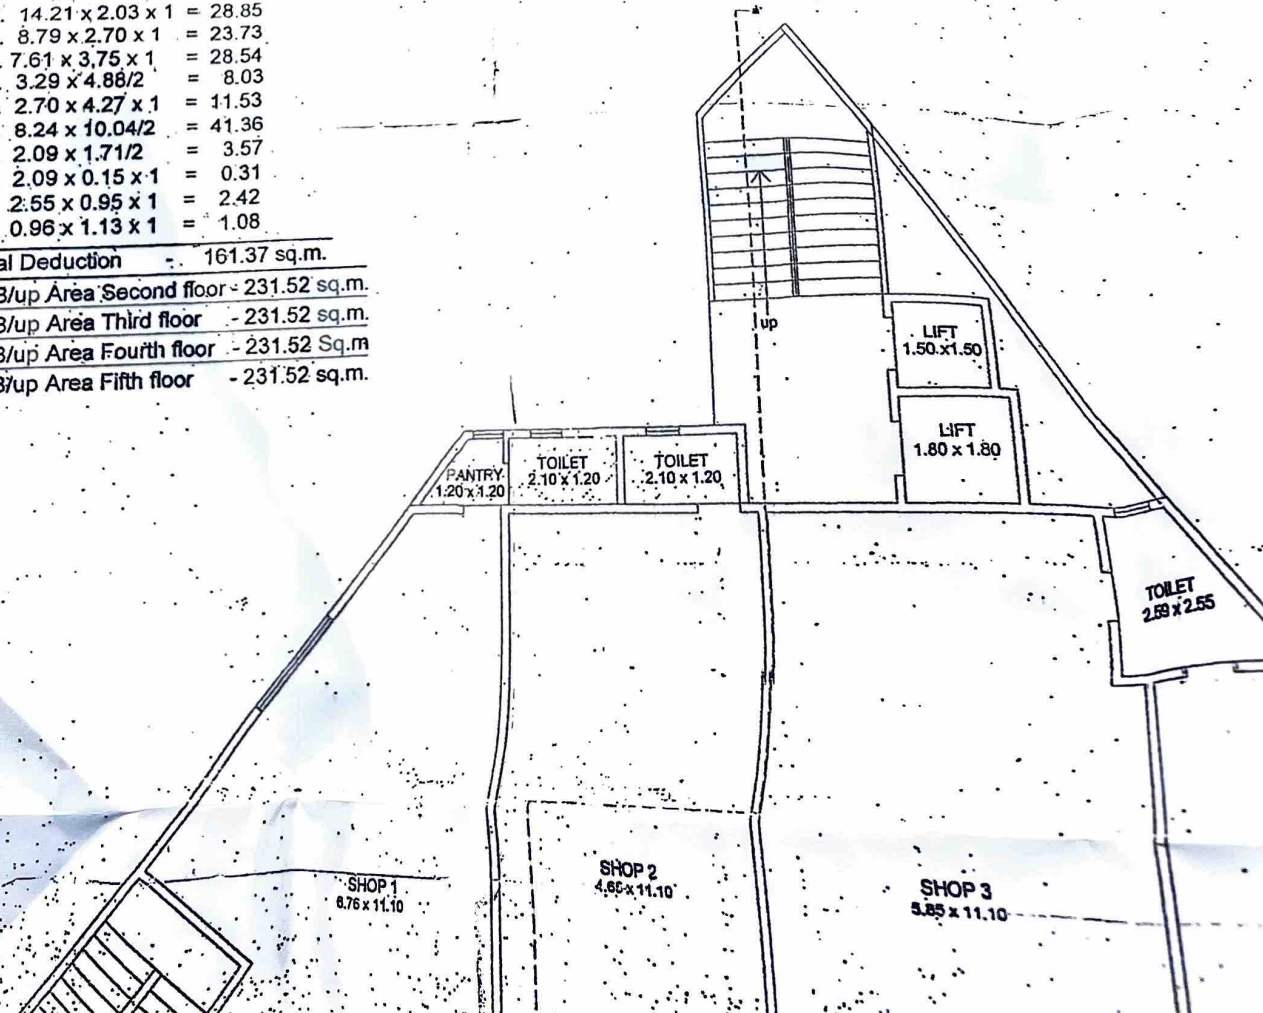 14.21 x 2.03 x 1 = 28.85
8.79 x 2.70 x 1 = 23.73
7.61 x 3.75 x 1 = 28.54
3.29 x 4.88/2 = 8.03
2.70 x 4.27 x 1 = 11.53
8.24 x 10.04/2 = 41.36
2.09 x 1.71/2 = 3.57
2.09 x 0.15 x 1 = 0.31
2.55 x 0.95 x 1 = 2.42
0.96 x 1.13 x 1 = 1.08
al Deduction - 161.37 sq.m.
B/up Area Second floor - 231.52 sq.m.
B/up Area Third floor - 231.52 sq.m.
B/up Area Fourth floor - 231.52 Sq.m
B/up Area Fifth floor - 231.52 sq.m.
up
LIFT
1.50 x 1.50
LIFT
1.80 x 1.80
PANTRY
1.20 x 1.20
TOILET
2.10 x 1.20
TOILET
2.10 x 1.20
TOILET
2.59 x 2.55
SHOP 1
6.76 x 11.10
SHOP 2
4.65 x 11.10
SHOP 3
5.85 x 11.10